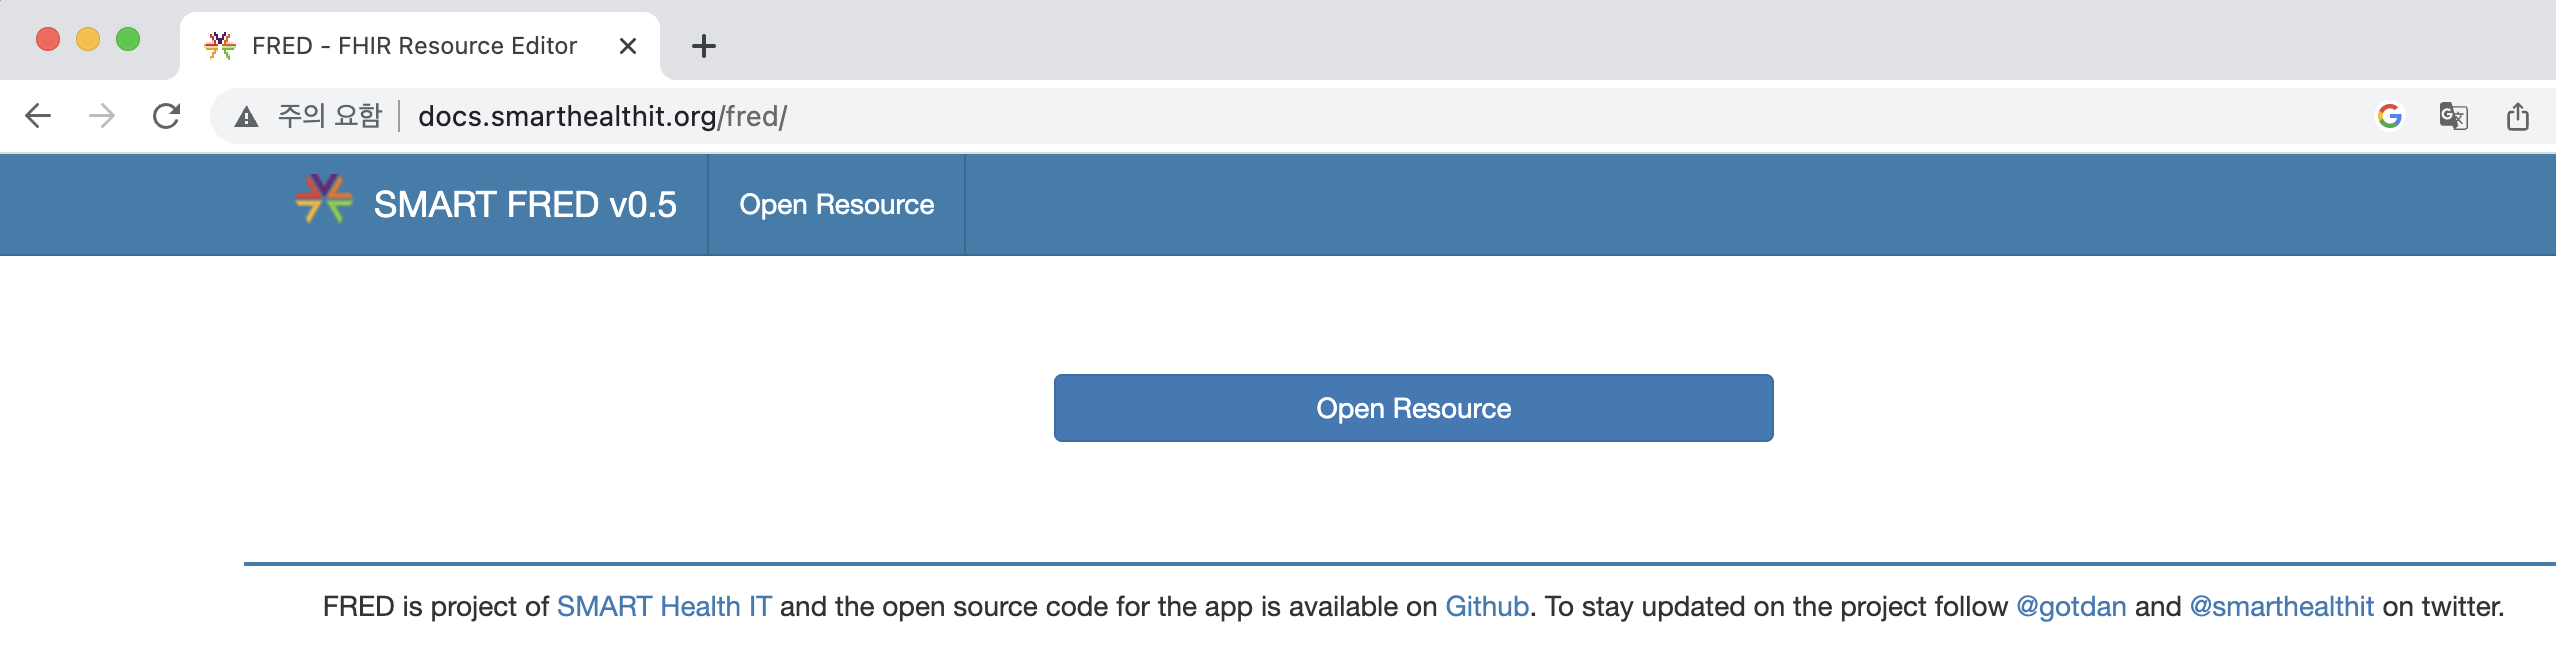 FRED - FHIR Resource Editor
주의 요함 docs.smarthealthit.org/fred/
SMART FRED v0.5 Open Resource
Open Resource
FRED is project of SMART Health IT and the open source code for the app is available on Github. To stay updated on the project follow @gotdan and @smarthealthit on twitter.